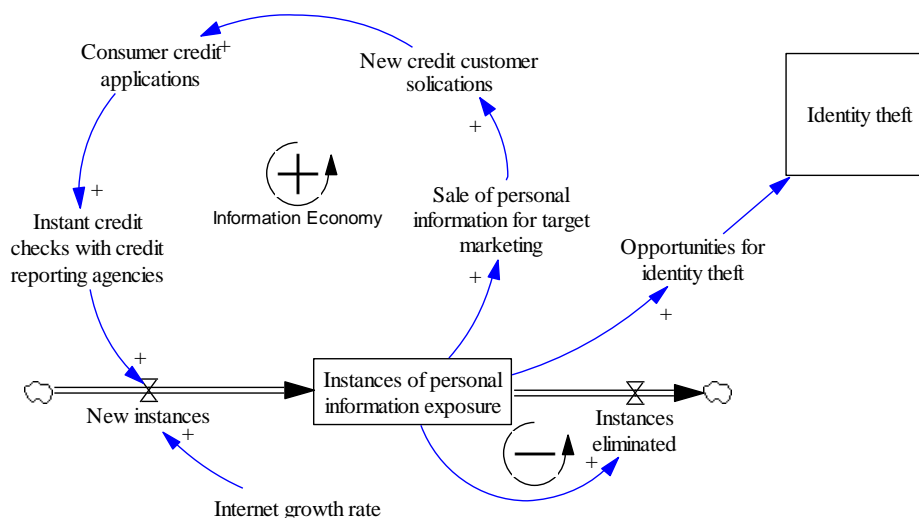 Consumer credit
applications
+
New credit customer
solications
+
Identity theft
+
Instant credit
checks with credit
reporting agencies
+
Information Economy
Sale of personal
information for target
marketing
+
Opportunities for
identity theft
+
+
New instances
+
Instances of personal
information exposure
Instances
eliminated
+
−
Internet growth rate